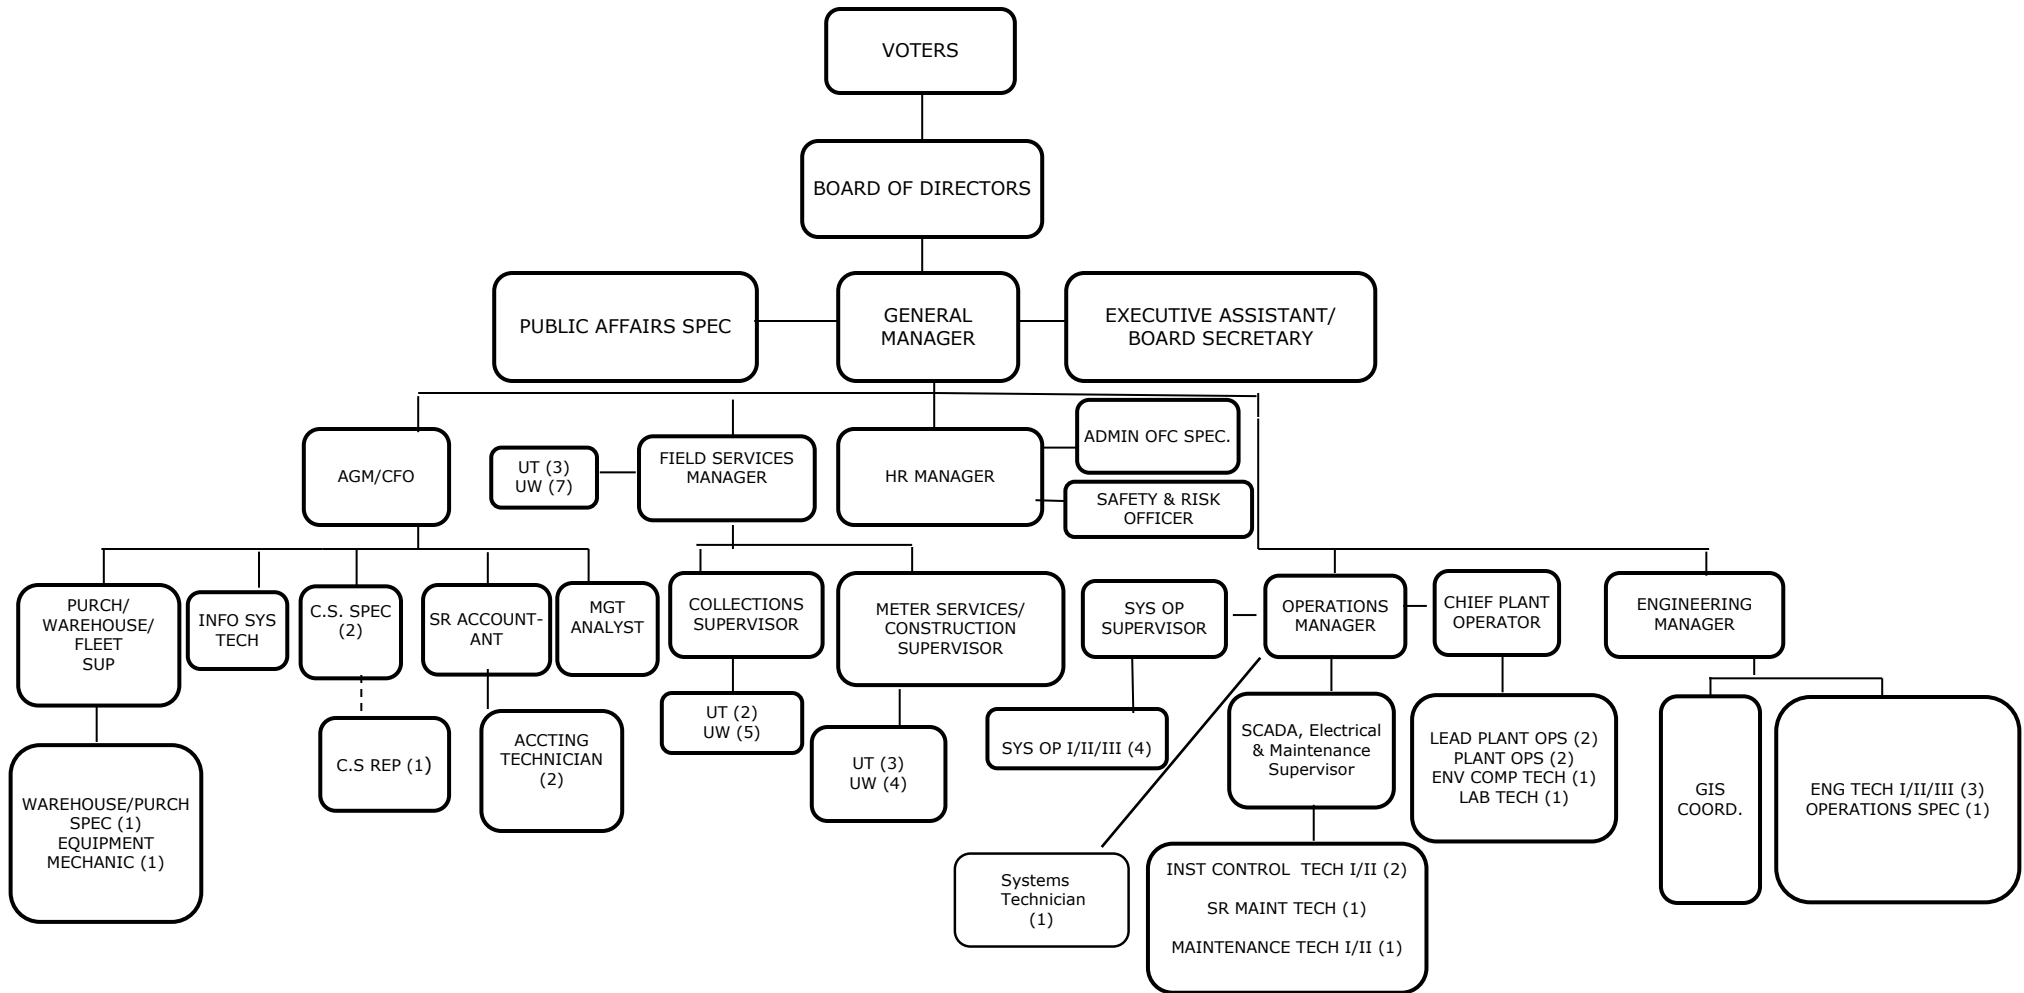 VOTERS
BOARD OF DIRECTORS
PUBLIC AFFAIRS SPEC
GENERAL
MANAGER
EXECUTIVE ASSISTANT/
BOARD SECRETARY
AGM/CFO
UT (3)
UW (7)
FIELD SERVICES
MANAGER
HR MANAGER
ADMIN OFC SPEC.
SAFETY & RISK
OFFICER
PURCH/
WAREHOUSE/
FLEET
SUP
INFO SYS
TECH
C.S. SPEC
(2)
SR ACCOUNT-
ANT
MGT
ANALYST
COLLECTIONS
SUPERVISOR
METER SERVICES/
CONSTRUCTION
SUPERVISOR
SYS OP
SUPERVISOR
OPERATIONS
MANAGER
CHIEF PLANT
OPERATOR
ENGINEERING
MANAGER
WAREHOUSE/PURCH
SPEC (1)
EQUIPMENT
MECHANIC (1)
C.S REP (1)
ACCTING
TECHNICIAN
(2)
UT (2)
UW (5)
UT (3)
UW (4)
SYS OP I/II/III (4)
SCADA, Electrical
& Maintenance
Supervisor
LEAD PLANT OPS (2)
PLANT OPS (2)
ENV COMP TECH (1)
LAB TECH (1)
GIS
COORD.
ENG TECH I/II/III (3)
OPERATIONS SPEC (1)
Systems
Technician
(1)
INST CONTROL  TECH I/II (2)
SR MAINT TECH (1)
MAINTENANCE TECH I/II (1)